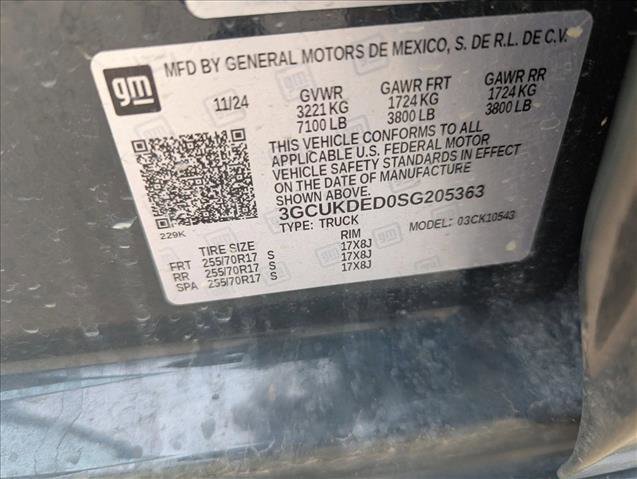 gm
MFD BY GENERAL MOTORS DE MEXICO, S. DE R.L. DE C.V.
11/24 GVWR GAWR FRT GAWR RR
3221 KG 1724 KG 1724 KG
7100 LB 3800 LB 3800 LB
THIS VEHICLE CONFORMS TO ALL
APPLICABLE U.S. FEDERAL MOTOR
VEHICLE SAFETY STANDARDS IN EFFECT
ON THE DATE OF MANUFACTURE
SHOWN ABOVE.
3GCUKDED0SG205363
229K TYPE: TRUCK MODEL: 03CK10543
TIRE SIZE RIM
FRT 255/70R17 S 17X8J
RR 255/70R17 S 17X8J
SPA 255/70R17 S 17X8J